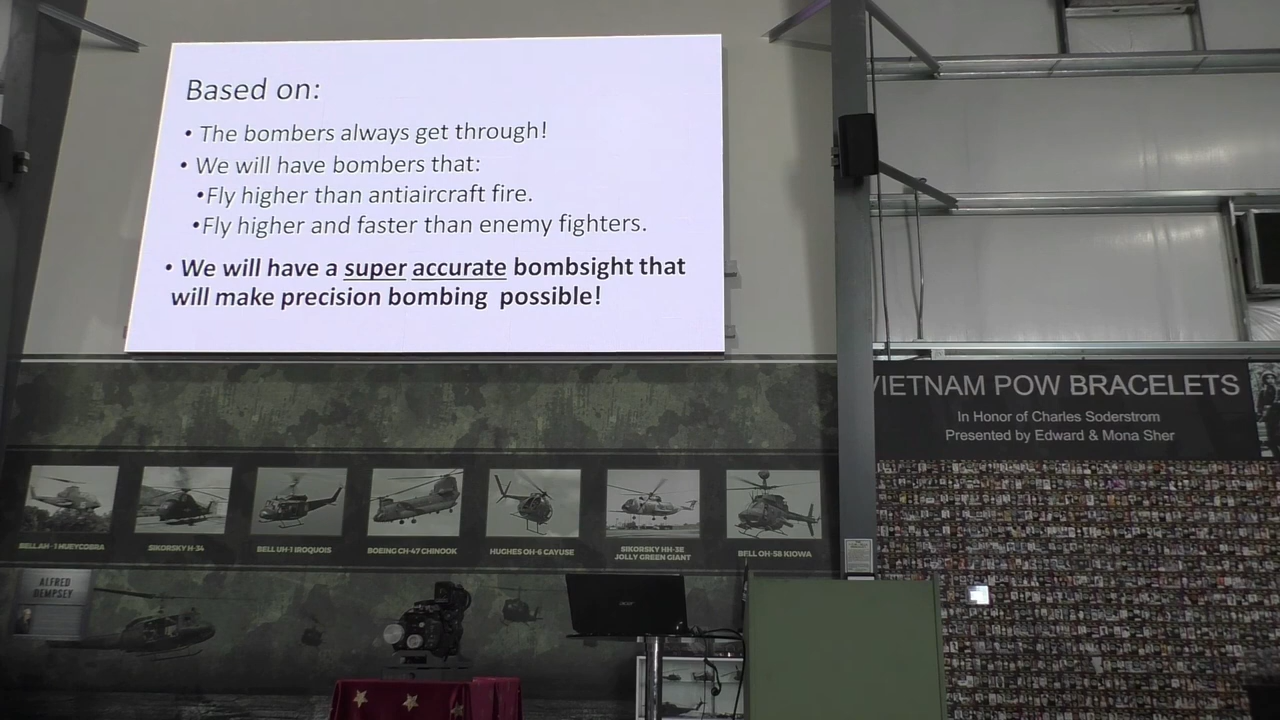 Based on:
• The bombers always get through!
• We will have bombers that:
•Fly higher than antiaircraft fire.
•Fly higher and faster than enemy fighters.
• We will have a super accurate bombsight that
will make precision bombing possible!
VIETNAM POW BRACELETS
In Honor of Charles Soderstrom
Presented by Edward & Mona Sher
BELL AH-1 HUEYCOBRA
SIKORSKY H-34
BELL UH-1 IROQUOIS
BOEING CH-47 CHINOOK
HUGHES OH-6 CAYUSE
SIKORSKY HH-3E
JOLLY GREEN GIANT
BELL OH-58 KIOWA
ALFRED
DEMPSEY
acer